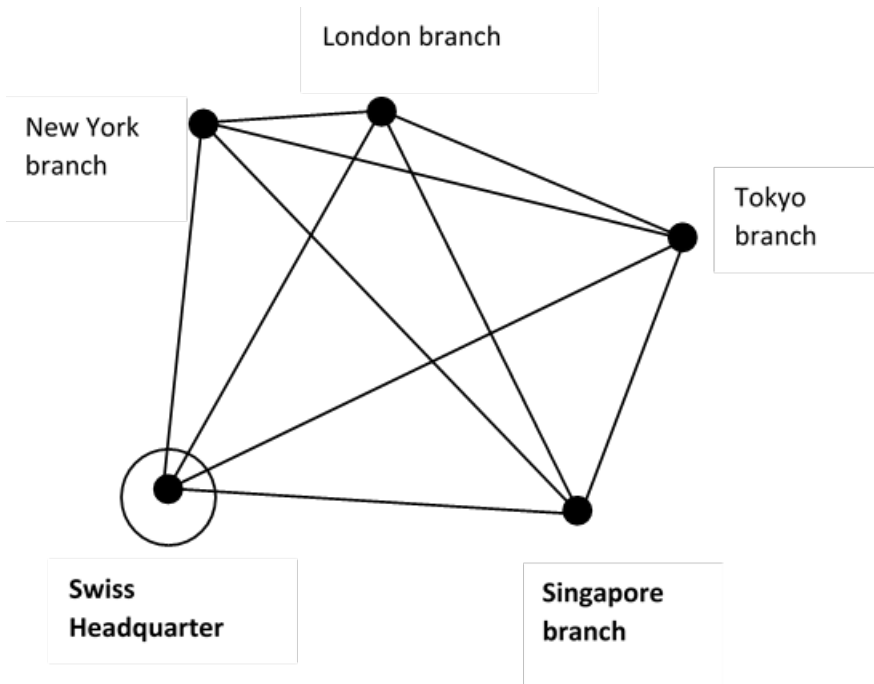 London branch
New York
branch
Tokyo
branch
Swiss
Headquarter
Singapore
branch